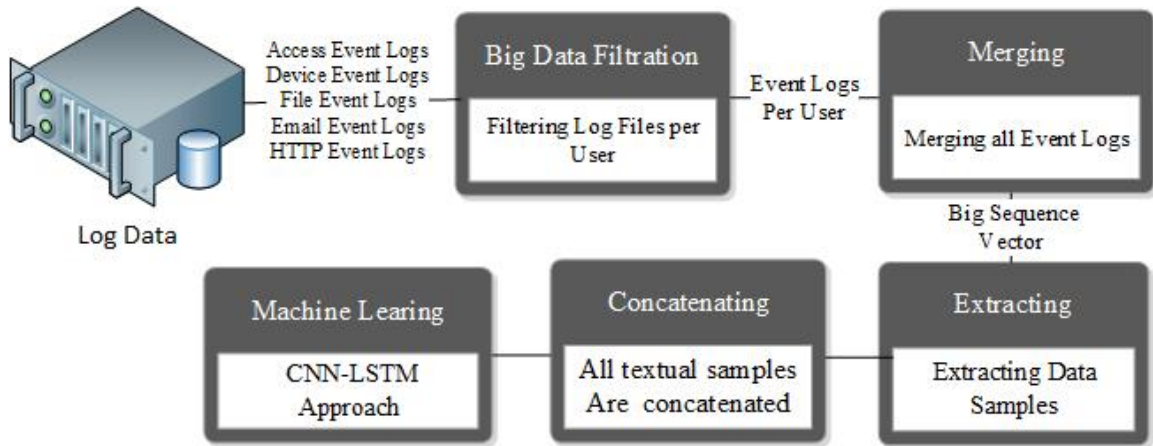 Access Event Logs
Device Event Logs
File Event Logs
Email Event Logs
HTTP Event Logs
Log Data
Big Data Filtration
Filtering Log Files per
User
Event Logs
Per User
Merging
Merging all Event Logs
Big Sequence
Vector
Extracting
Extracting Data
Samples
Concatenating
All textual samples
Are concatenated
Machine Learing
CNN-LSTM
Approach